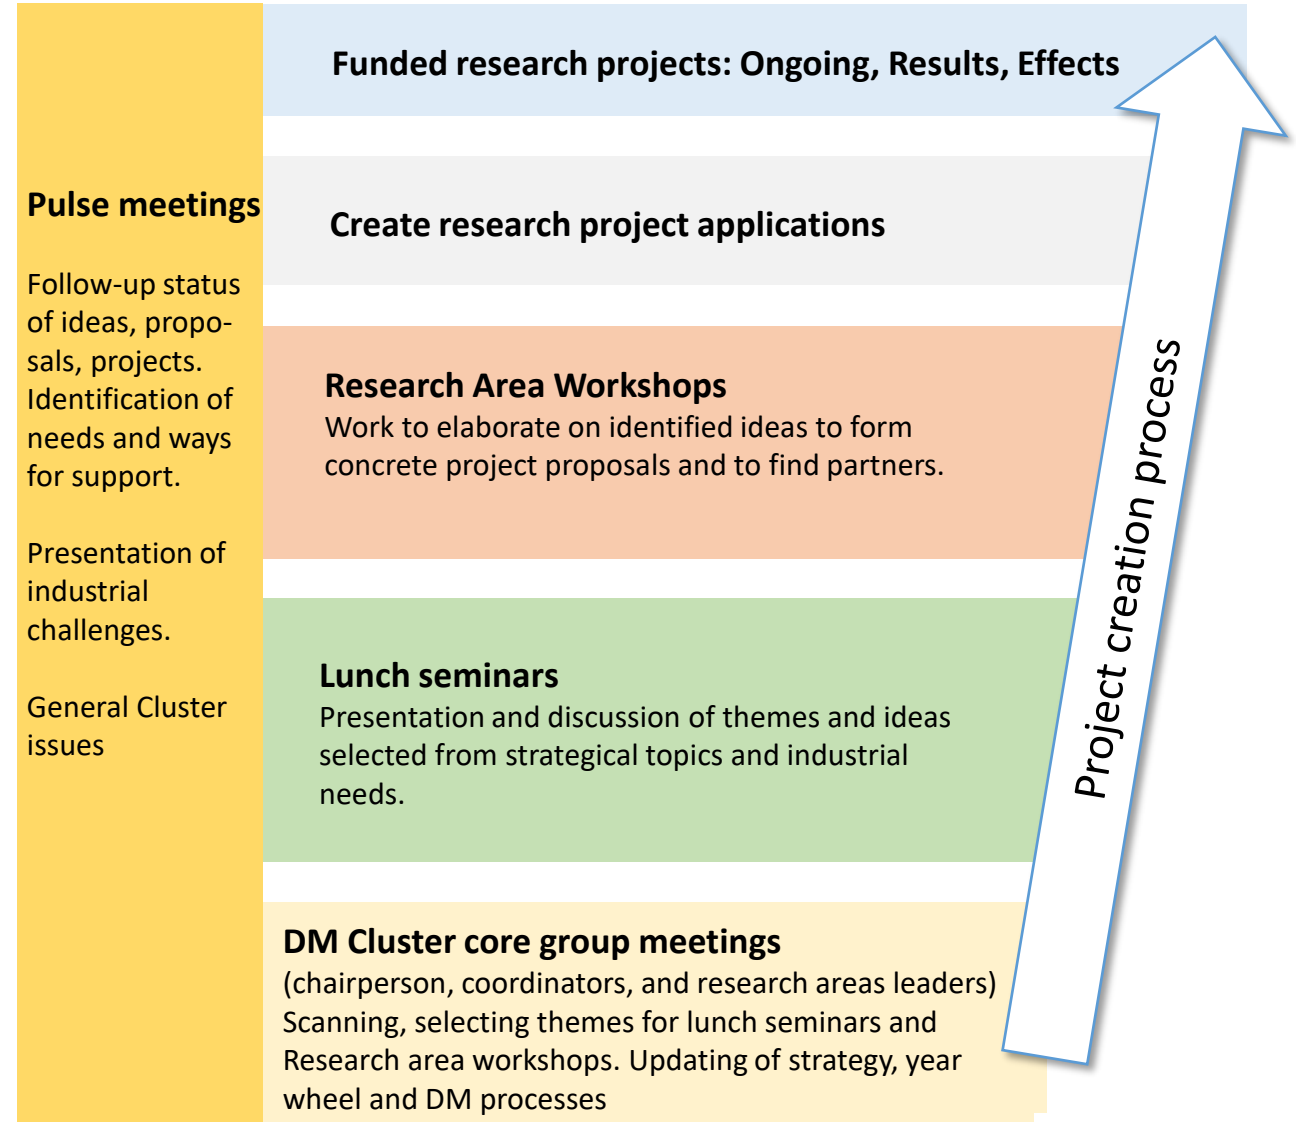 Pulse meetings
Follow-up status
of ideas, propo-
sals, projects.
Identification of
needs and ways
for support.
Presentation of
industrial
challenges.
General Cluster
issues
Funded research projects: Ongoing, Results, Effects
Create research project applications
Research Area Workshops
Work to elaborate on identified ideas to form
concrete project proposals and to find partners.
Lunch seminars
Presentation and discussion of themes and ideas
selected from strategical topics and industrial
needs.
DM Cluster core group meetings
(chairperson, coordinators, and research areas leaders)
Scanning, selecting themes for lunch seminars and
Research area workshops. Updating of strategy, year
wheel and DM processes
Project creation process